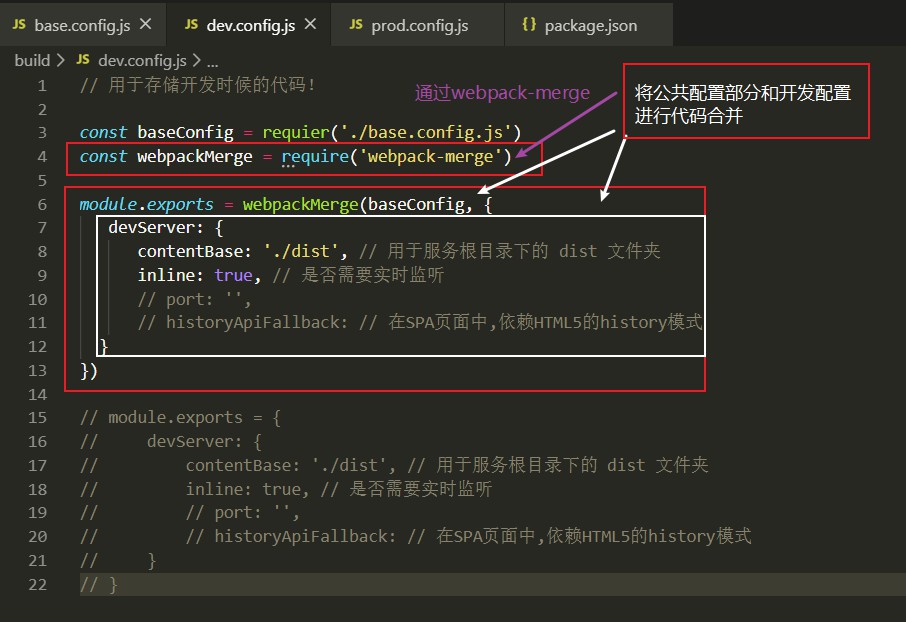 JS base.config.js ×
JS dev.config.js ×
JS prod.config.js
{} package.json
build > JS dev.config.js > ...
1 // 用于存储开发时候的代码!
通过webpack-merge
将公共配置部分和开发配置
进行代码合并
2
3 const baseConfig = requier('./base.config.js')
4 const webpackMerge = require('webpack-merge')
5
6 module.exports = webpackMerge(baseConfig, {
7 devServer: {
8 contentBase: './dist', // 用于服务根目录下的 dist 文件夹
9 inline: true, // 是否需要实时监听
10 // port: '',
11 // historyApiFallback: // 在SPA页面中,依赖HTML5的history模式
12 }
13 })
14
15 // module.exports = {
16 // devServer: {
17 // contentBase: './dist', // 用于服务根目录下的 dist 文件夹
18 // inline: true, // 是否需要实时监听
19 // // port: '',
20 // // historyApiFallback: // 在SPA页面中,依赖HTML5的history模式
21 // }
22 // }